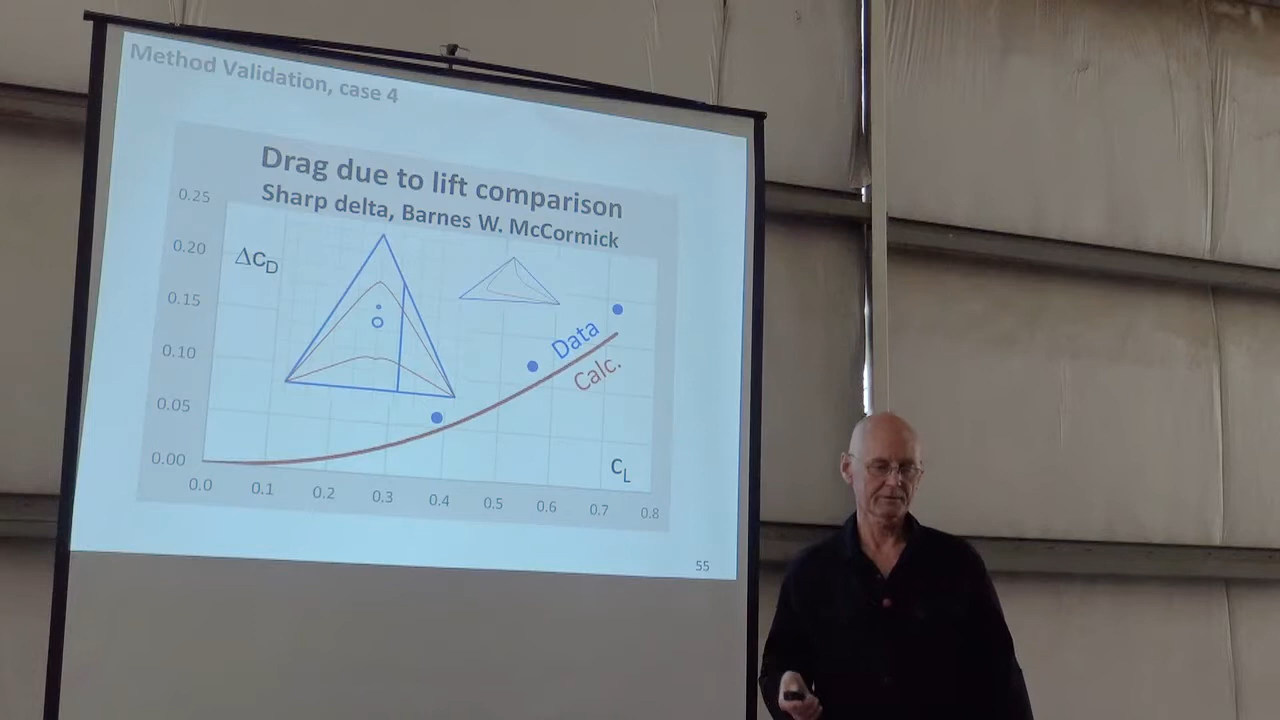 Method Validation, case 4
Drag due to lift comparison
Sharp delta, Barnes W. McCormick
0.25
0.20
0.15
0.10
0.05
0.00
ΔCD
Data
Calc.
CL
0.0 0.1 0.2 0.3 0.4 0.5 0.6 0.7 0.8
55